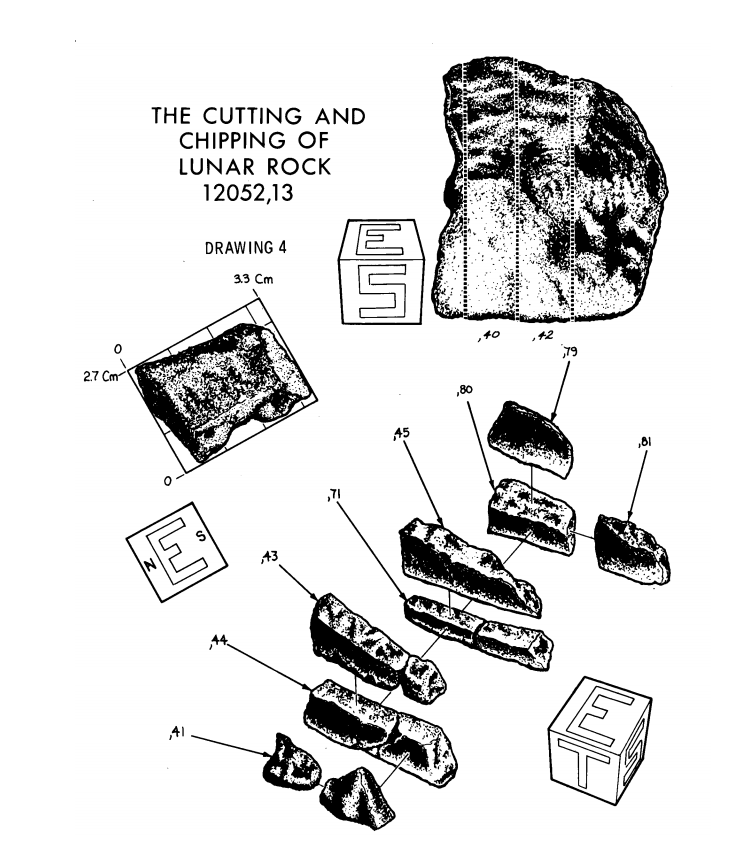 THE CUTTING AND
CHIPPING OF
LUNAR ROCK
12052,13
DRAWING 4
E
S
3.3 Cm
0
2.7 Cm
0
,40 ,42
,79
,80
,81
,45
,71
N E S
,43
,44
,41
E
T S